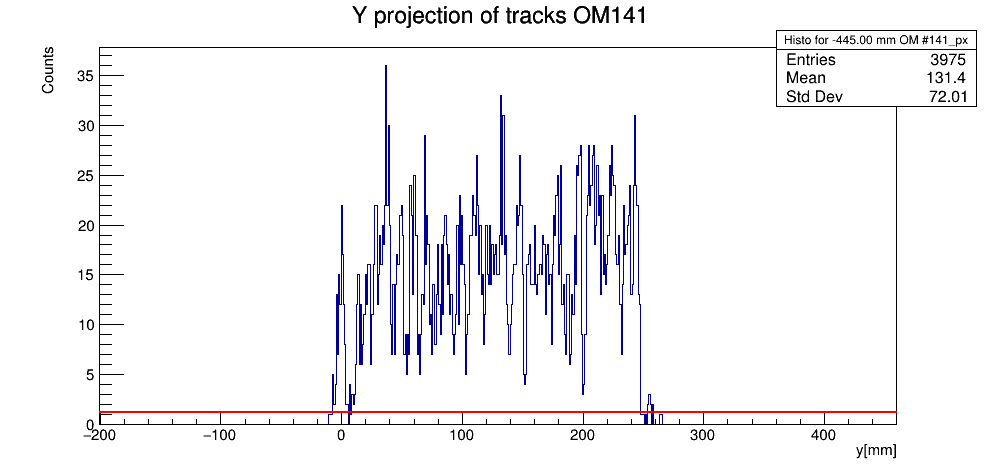 Y projection of tracks OM141
Histo for -445.00 mm OM #141_px
Entries 3975
Mean 131.4
Std Dev 72.01
Counts
35
30
25
20
15
10
5
0
−200 −100 0 100 200 300 400
y[mm]